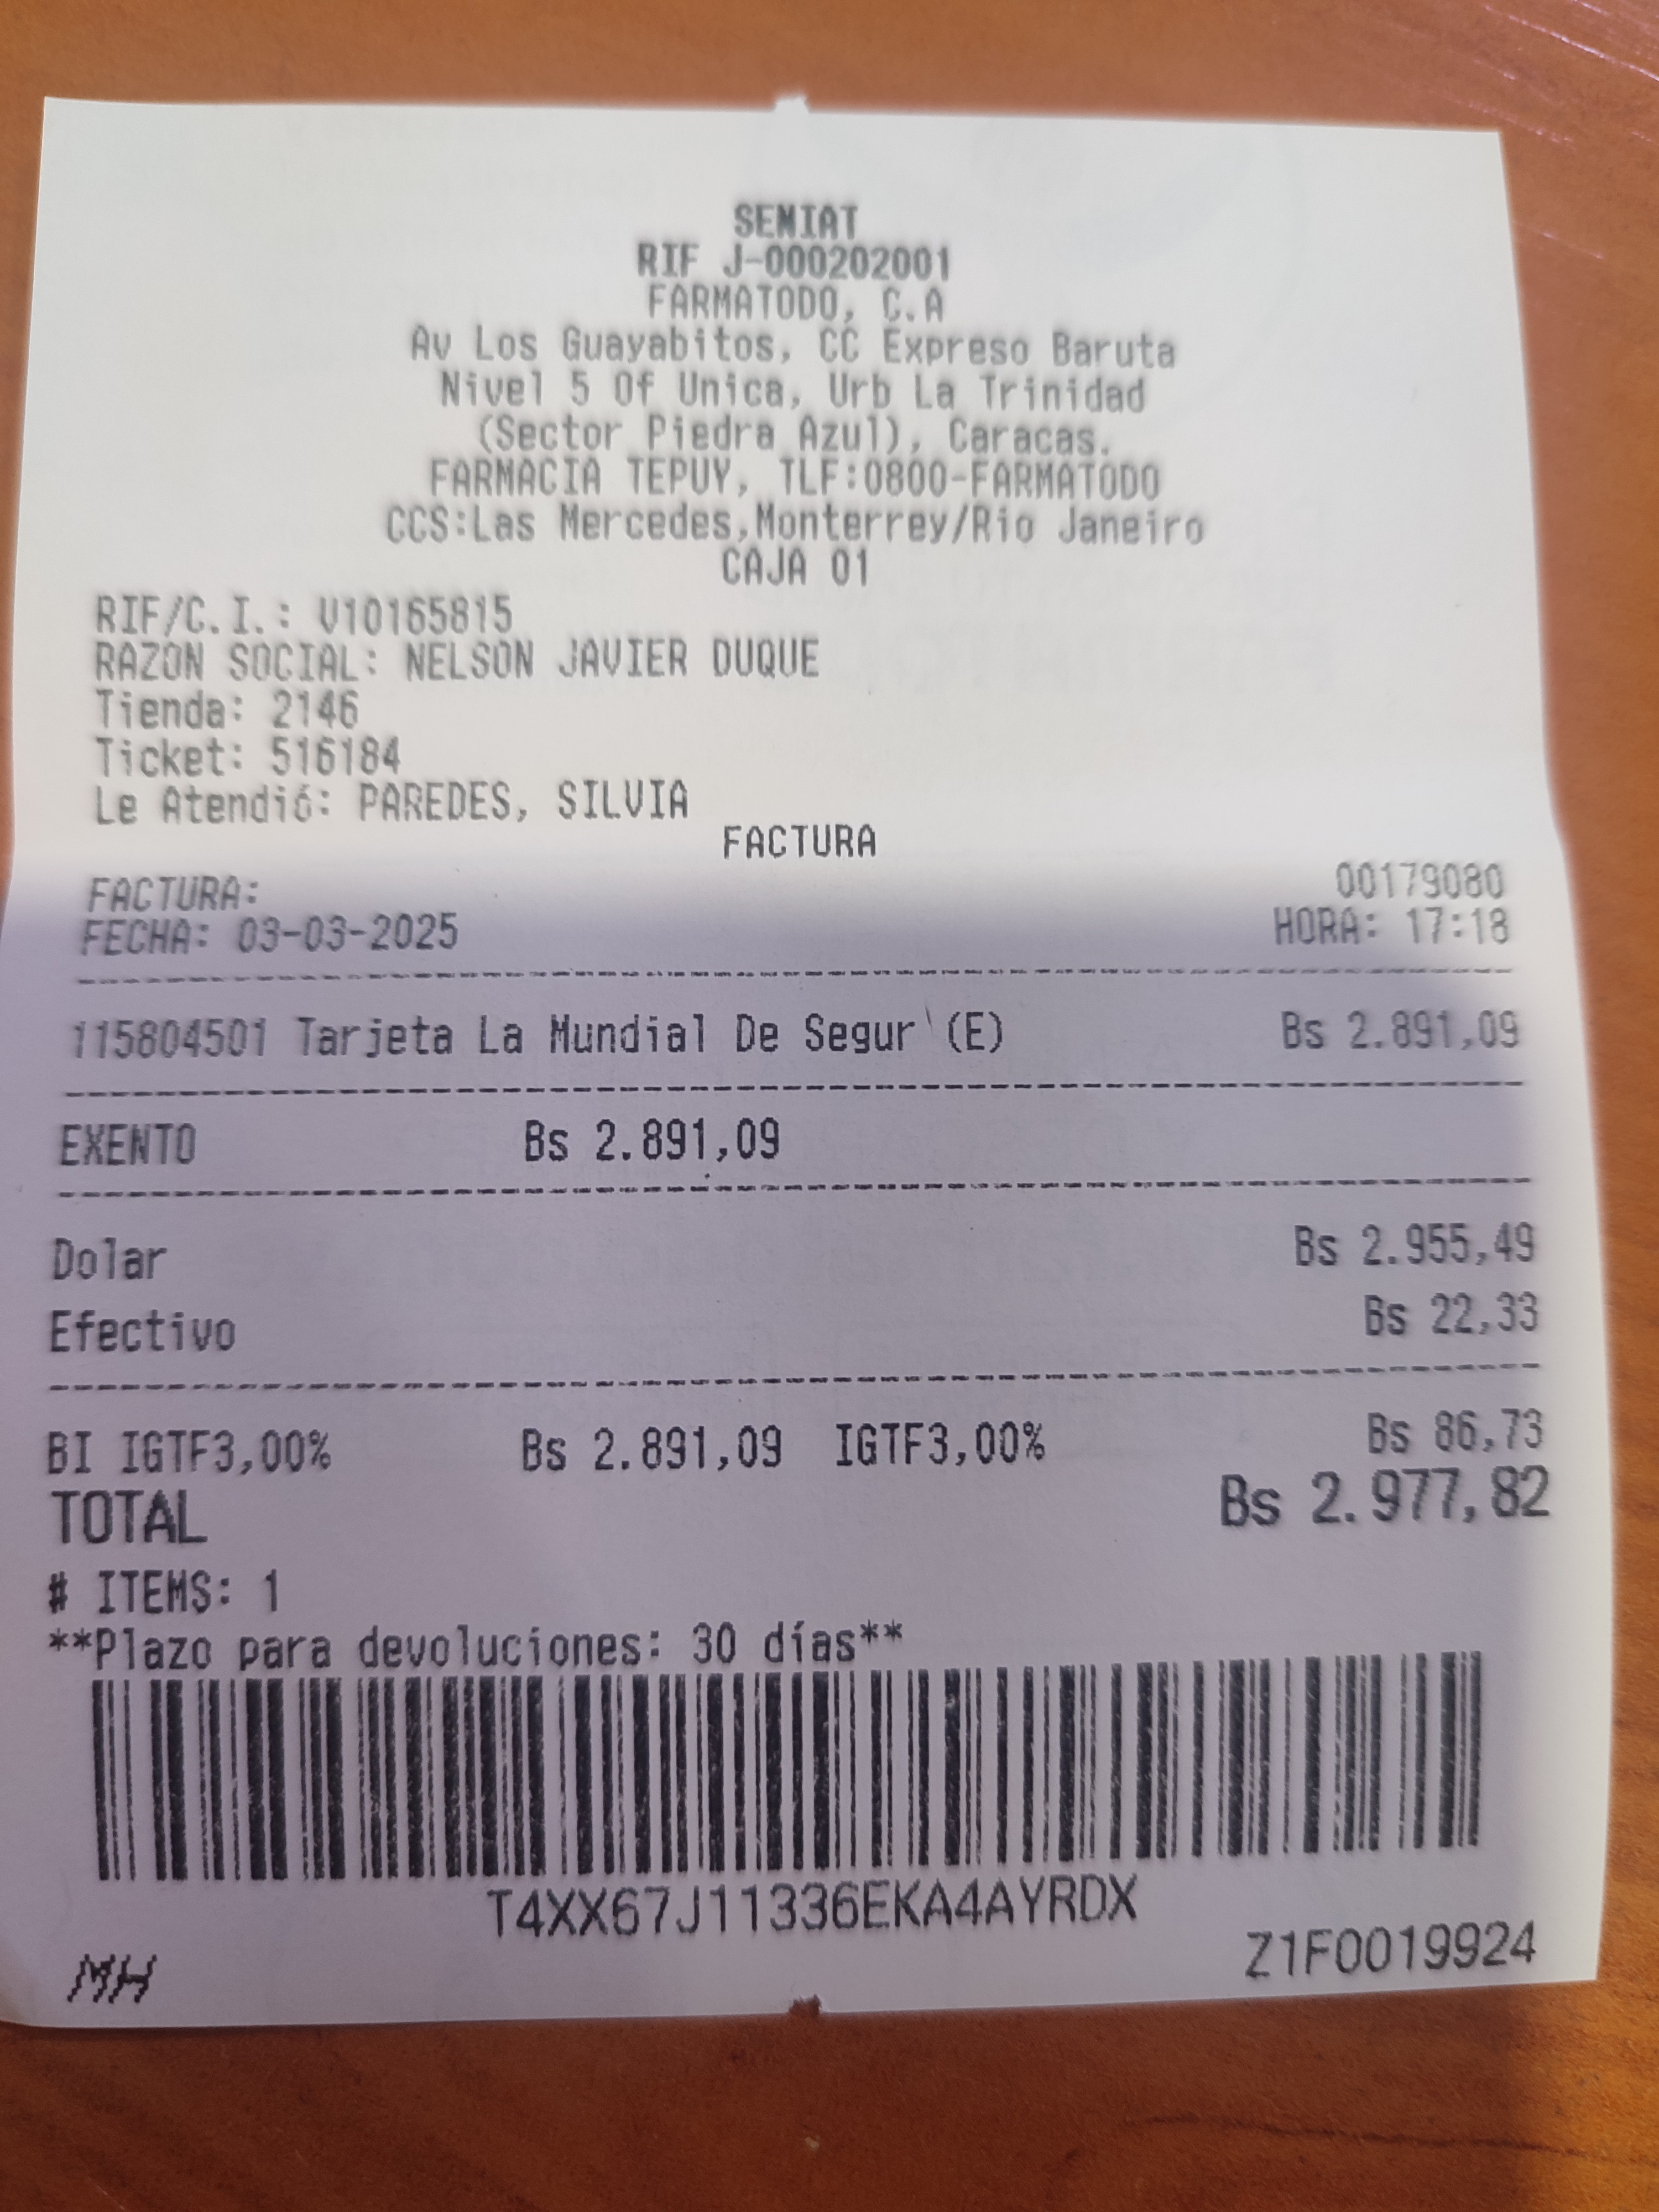 SENIAT
RIF J-000202001
FARMATODO, C.A
Av Los Guayabitos, CC Expreso Baruta
Nivel 5 Of Unica, Urb La Trinidad
(Sector Piedra Azul), Caracas.
FARMACIA TEPUY, TLF:0800-FARMATODO
CCS:Las Mercedes,Monterrey/Rio Janeiro
CAJA 01
RIF/C.I.: V10165815
RAZON SOCIAL: NELSON JAVIER DUQUE
Tienda: 2146
Ticket: 516184
Le Atendió: PAREDES, SILVIA
FACTURA
FACTURA: 00179080
FECHA: 03-03-2025 HORA: 17:18
115804501 Tarjeta La Mundial De Segur (E) Bs 2.891,09
EXENTO Bs 2.891,09
Dolar Bs 2.955,49
Efectivo Bs 22,33
BI IGTF3,00% Bs 2.891,09 IGTF3,00% Bs 86,73
TOTAL Bs 2.977,82
# ITEMS: 1
**Plazo para devoluciones: 30 días**
T4XX67J11336EKA4AYRDX
MH Z1F0019924